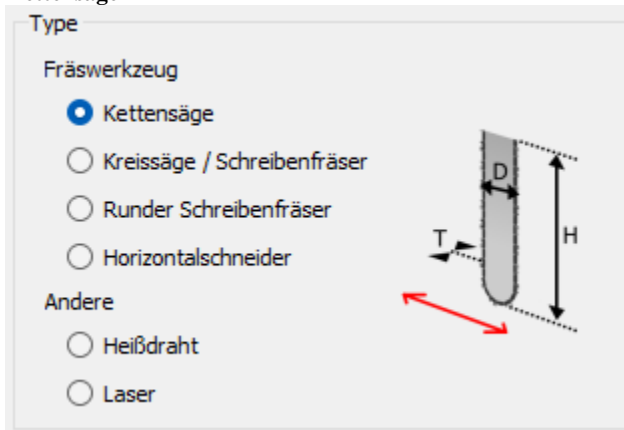 Type
Fräswerkzeug
Kettensäge
Kreissäge / Schreibenfräser
Runder Schreibenfräser
Horizontalschneider
Andere
Heißdraht
Laser
D
T
H